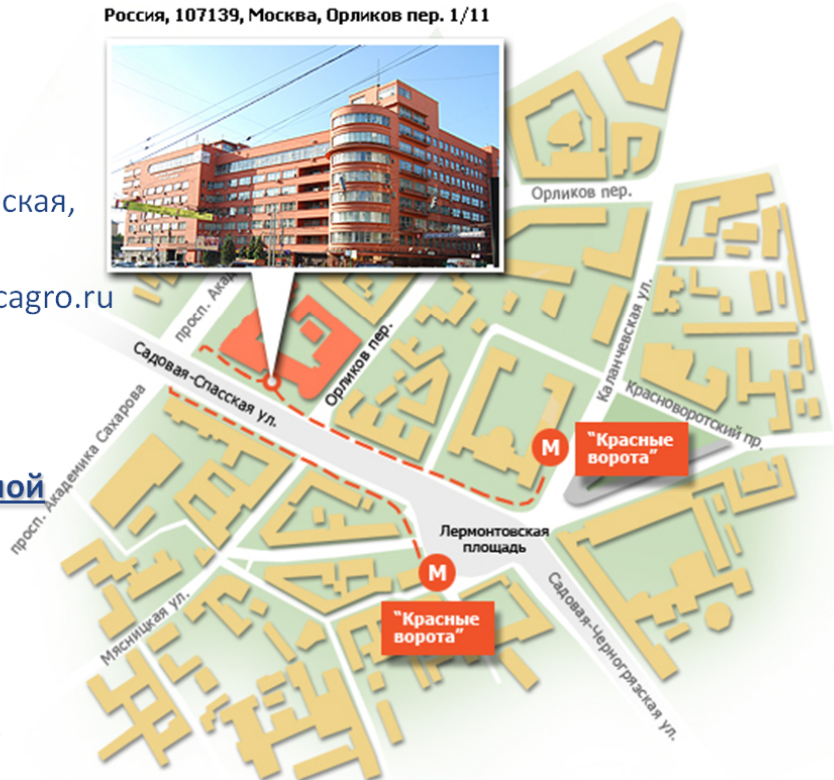 Россия, 107139, Москва, Орликов пер. 1/11
ская,
cagro.ru
ной
Орликов пер.
просп. Ака
Садовая-Спасская ул.
Орликов пер.
Каланчевская ул.
Красноворотский пр.
просп. Академика Сахарова
М
"Красные
ворота"
Лермонтовская
площадь
М
"Красные
ворота"
Мясницкая ул.
Садовая-Черногрязская ул.